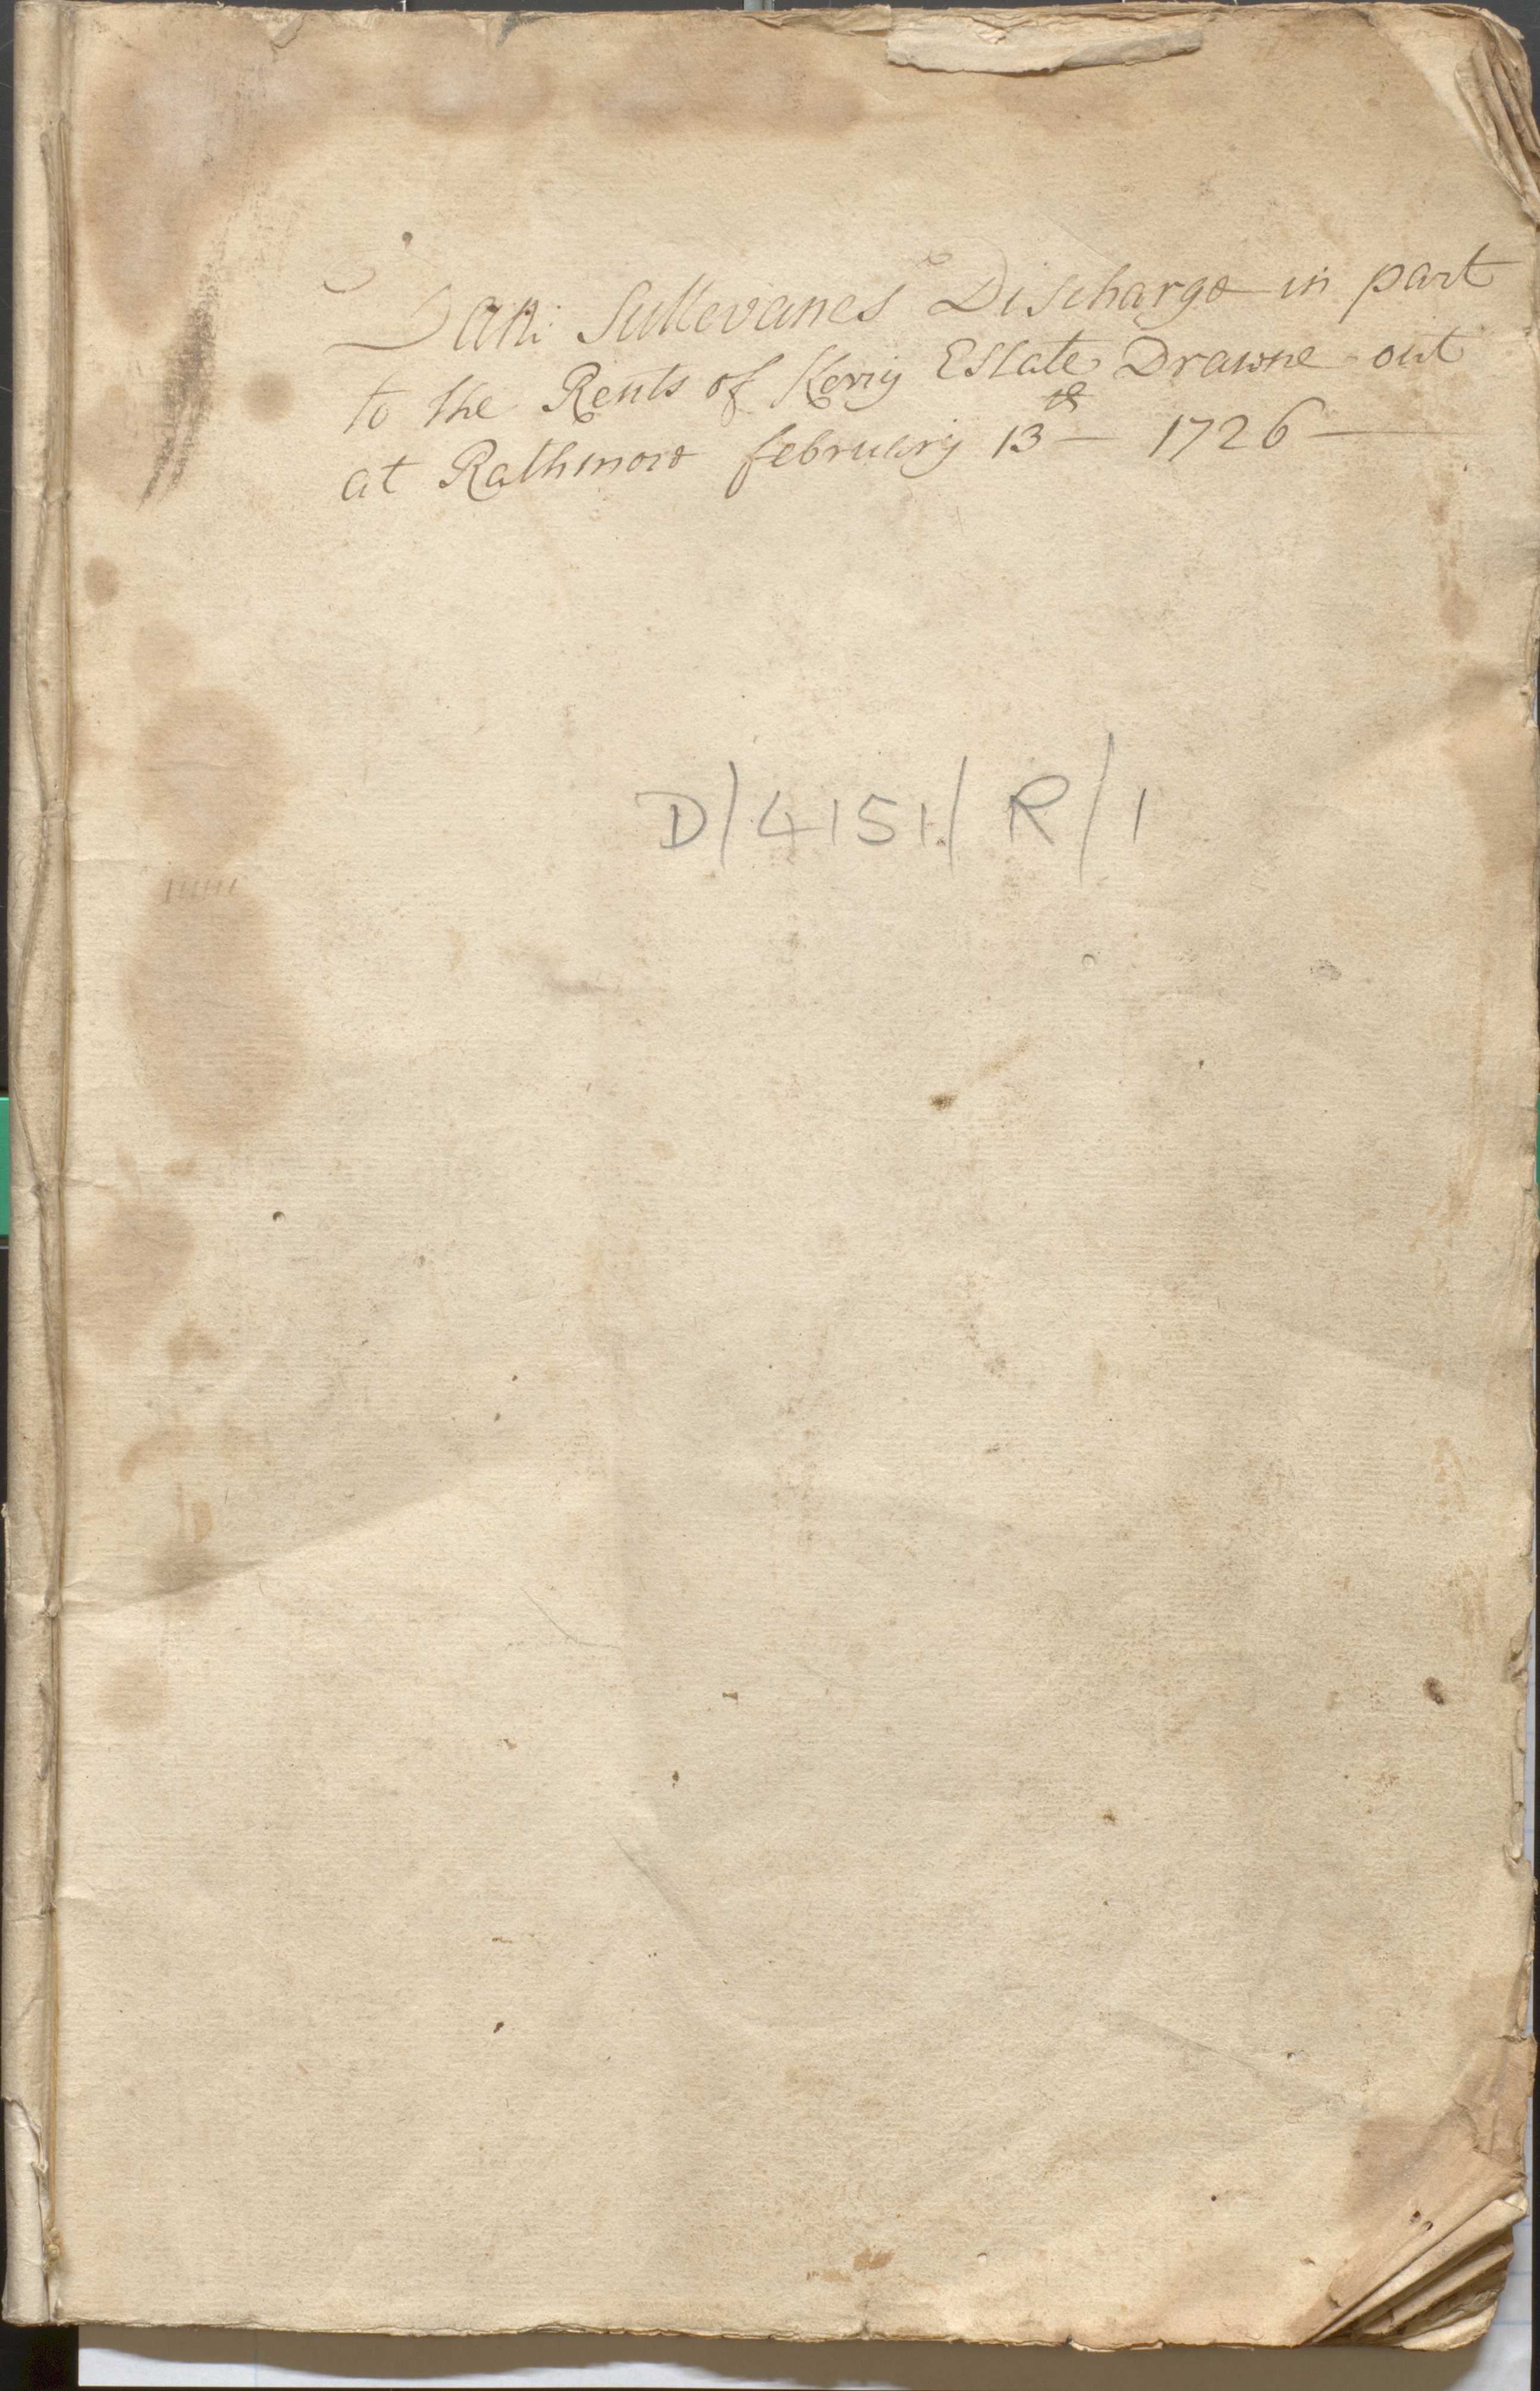 Dan: Sullevanes Discharge in part
to the Rents of Kerry Estate Drawne out
at Rathmore february 13th 1726
D/4151/R/1